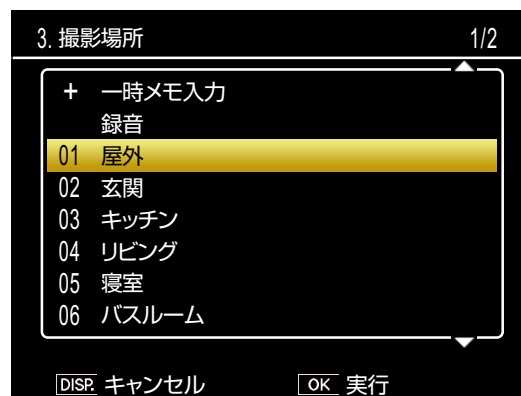 3. 撮影場所 1/2
+ 一時メモ入力
録音
01 屋外
02 玄関
03 キッチン
04 リビング
05 寝室
06 バスルーム
DISP. キャンセル OK 実行